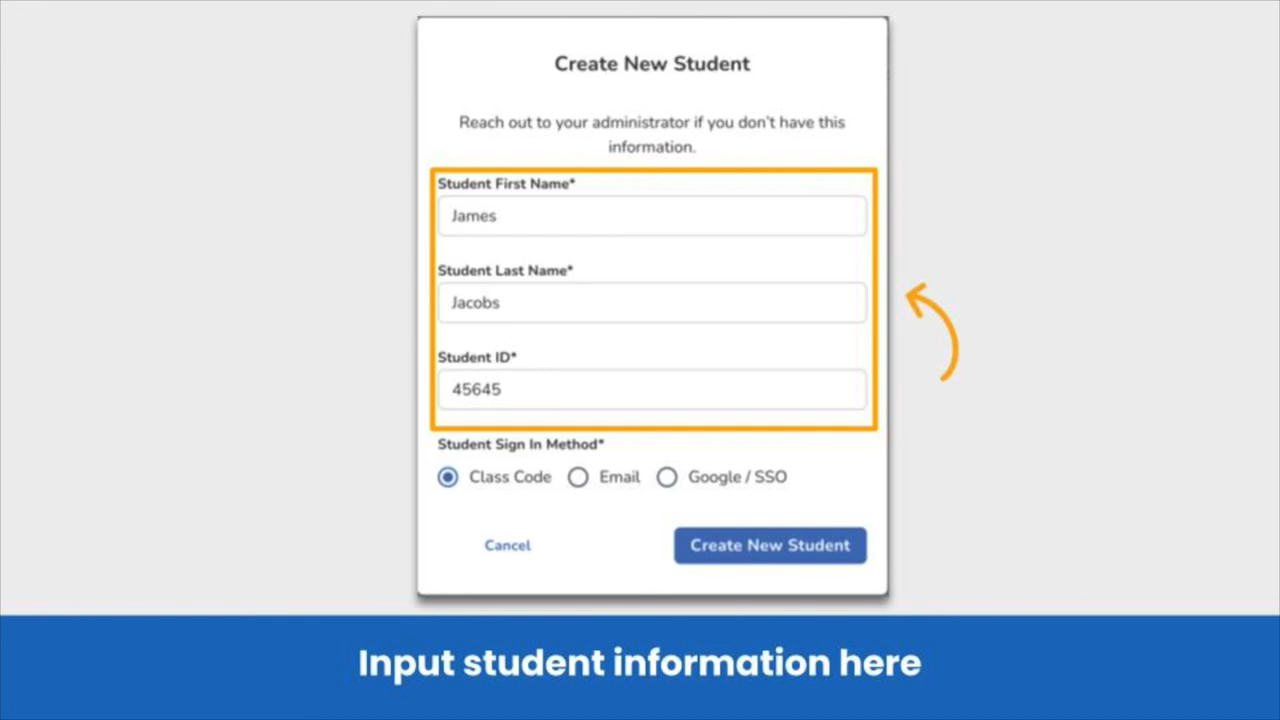 Create New Student
Reach out to your administrator if you don't have this
information.
Student First Name*
James
Student Last Name*
Jacobs
Student ID*
45645
Student Sign In Method*
Class Code Email Google / SSO
Cancel Create New Student
Input student information here